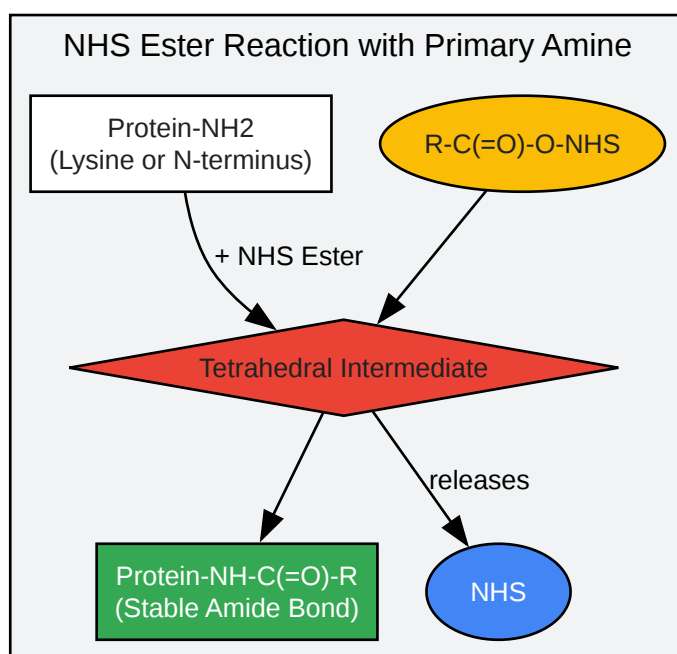 NHS Ester Reaction with Primary Amine
Protein-NH2
(Lysine or N-terminus)
R-C(=O)-O-NHS
+ NHS Ester
Tetrahedral Intermediate
releases
Protein-NH-C(=O)-R
(Stable Amide Bond)
NHS